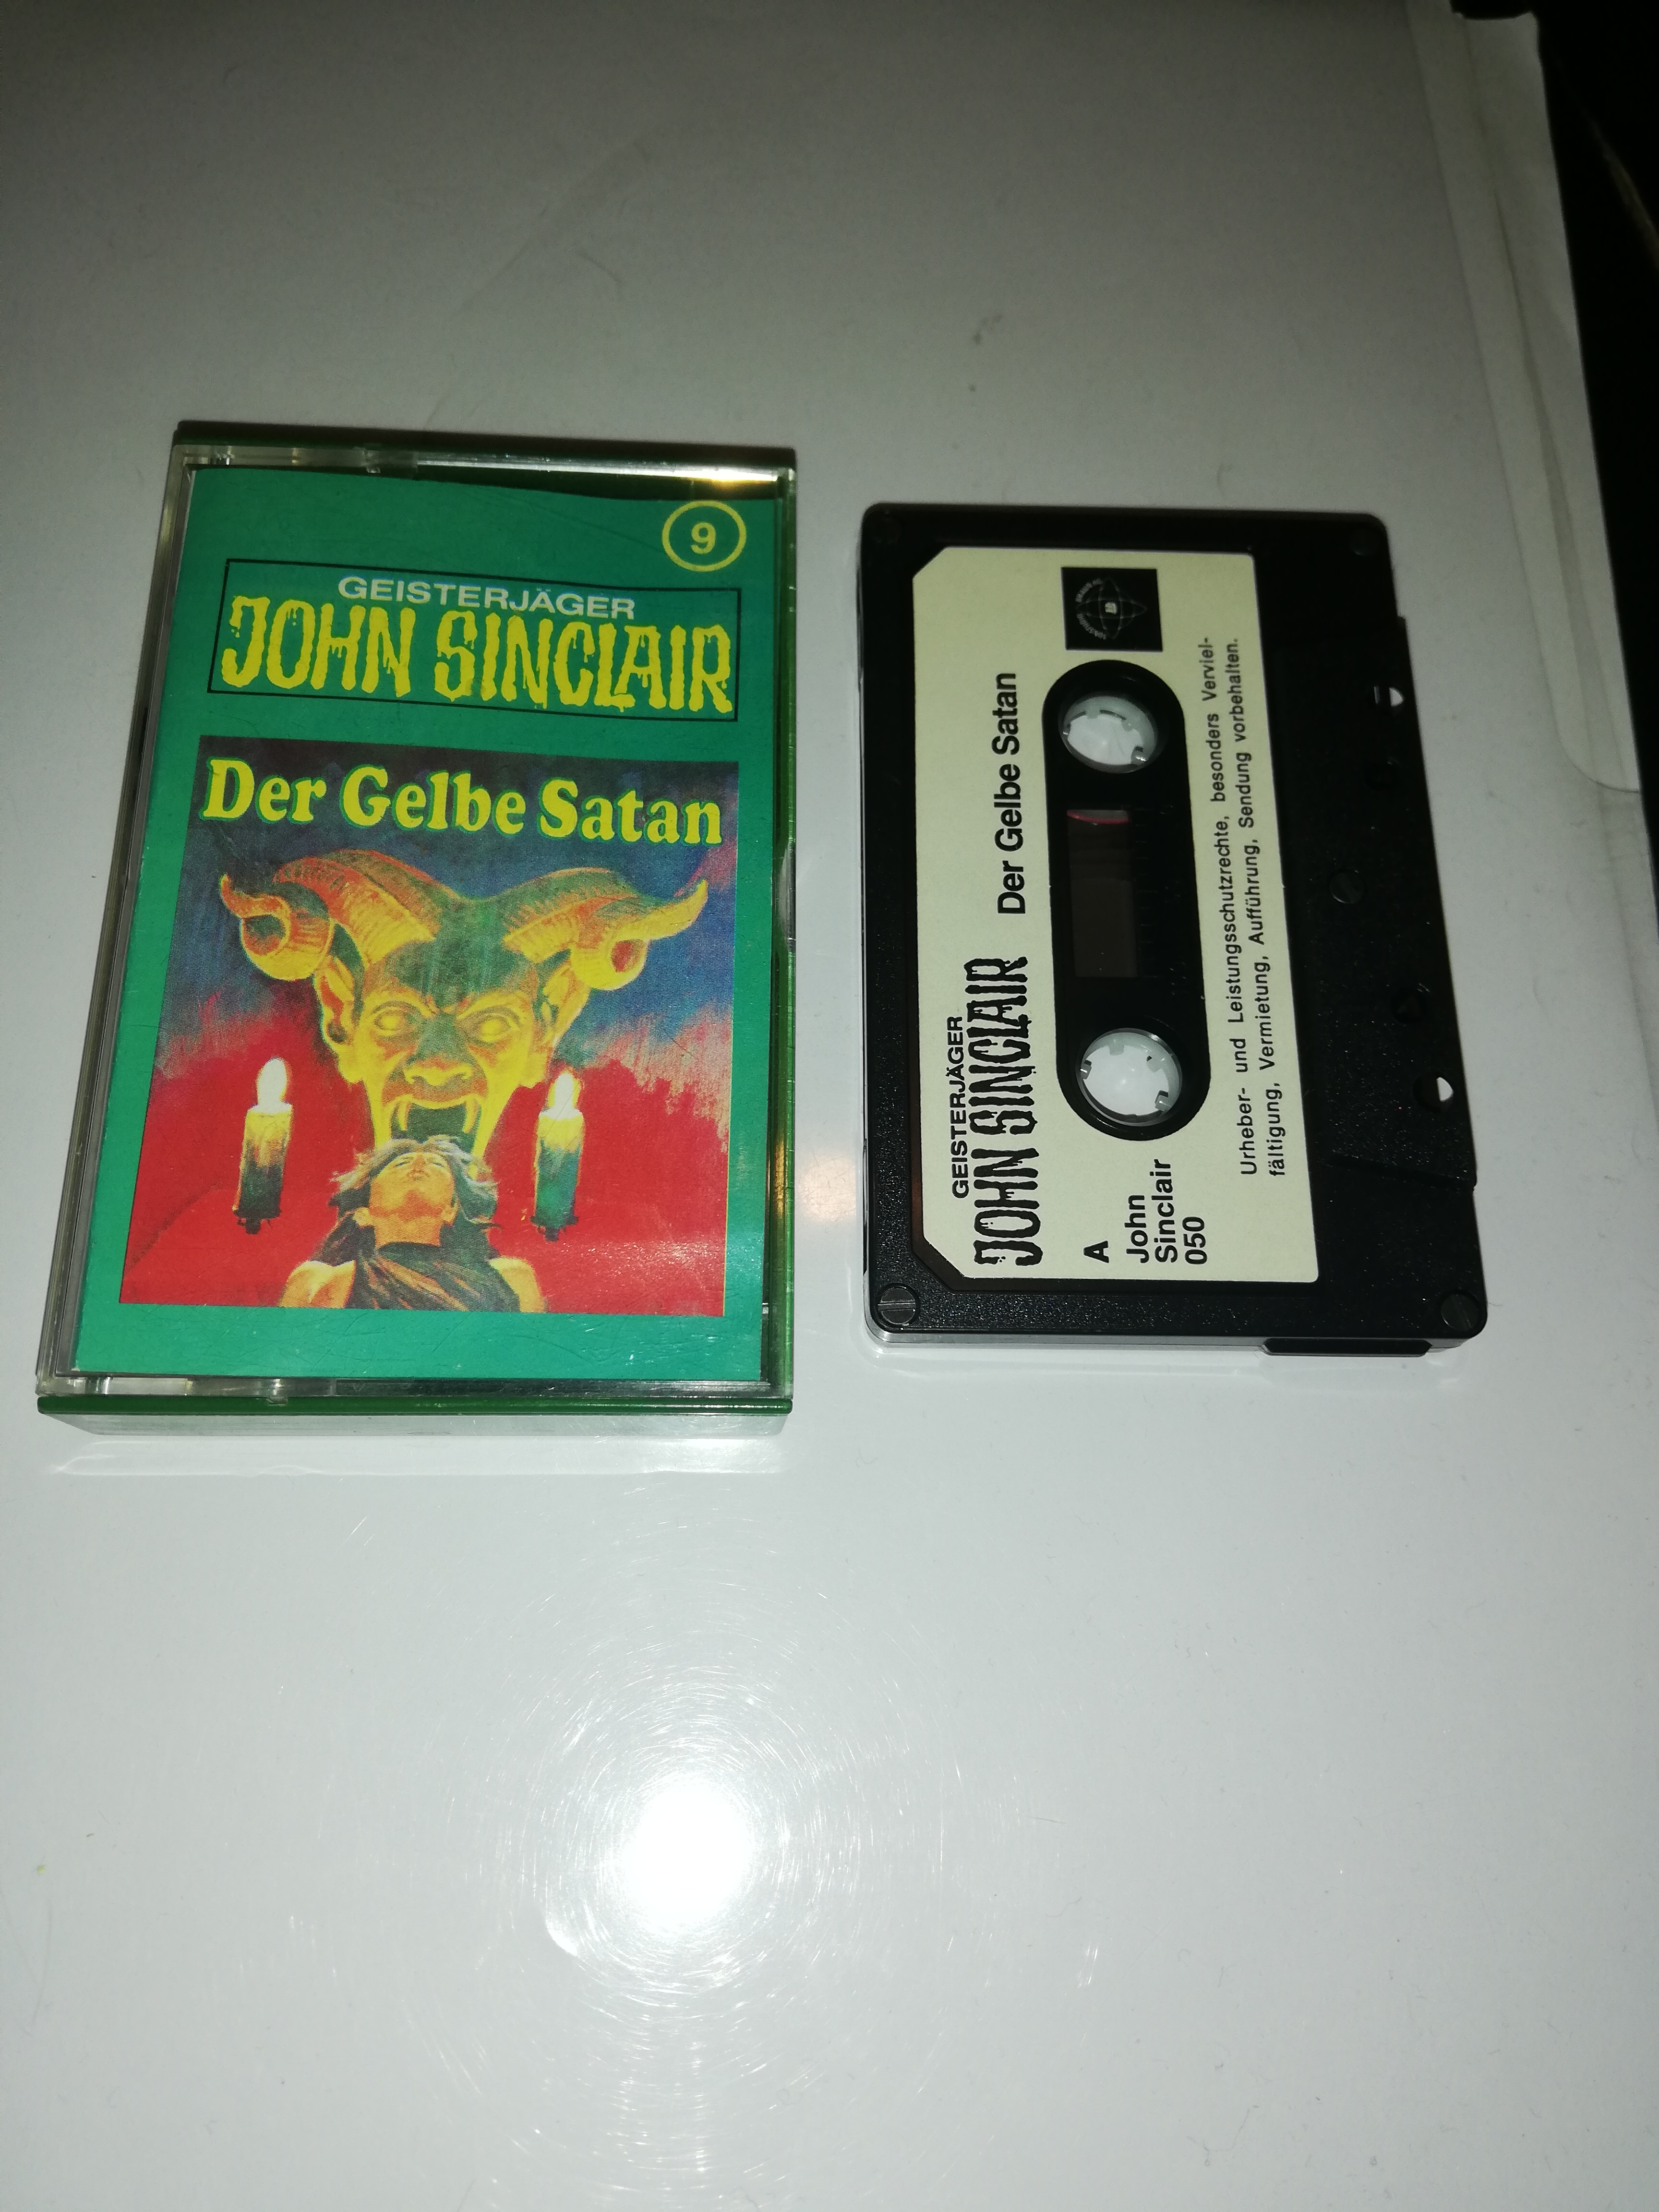 9
GEISTERJÄGER
JOHN SINCLAIR
Der Gelbe Satan
GEISTERJÄGER
JOHN SINCLAIR Der Gelbe Satan
A
John
Sinclair
050
Urheber- und Leistungsschutzrechte, besonders Verviel-
fältigung, Vermietung, Aufführung, Sendung vorbehalten.